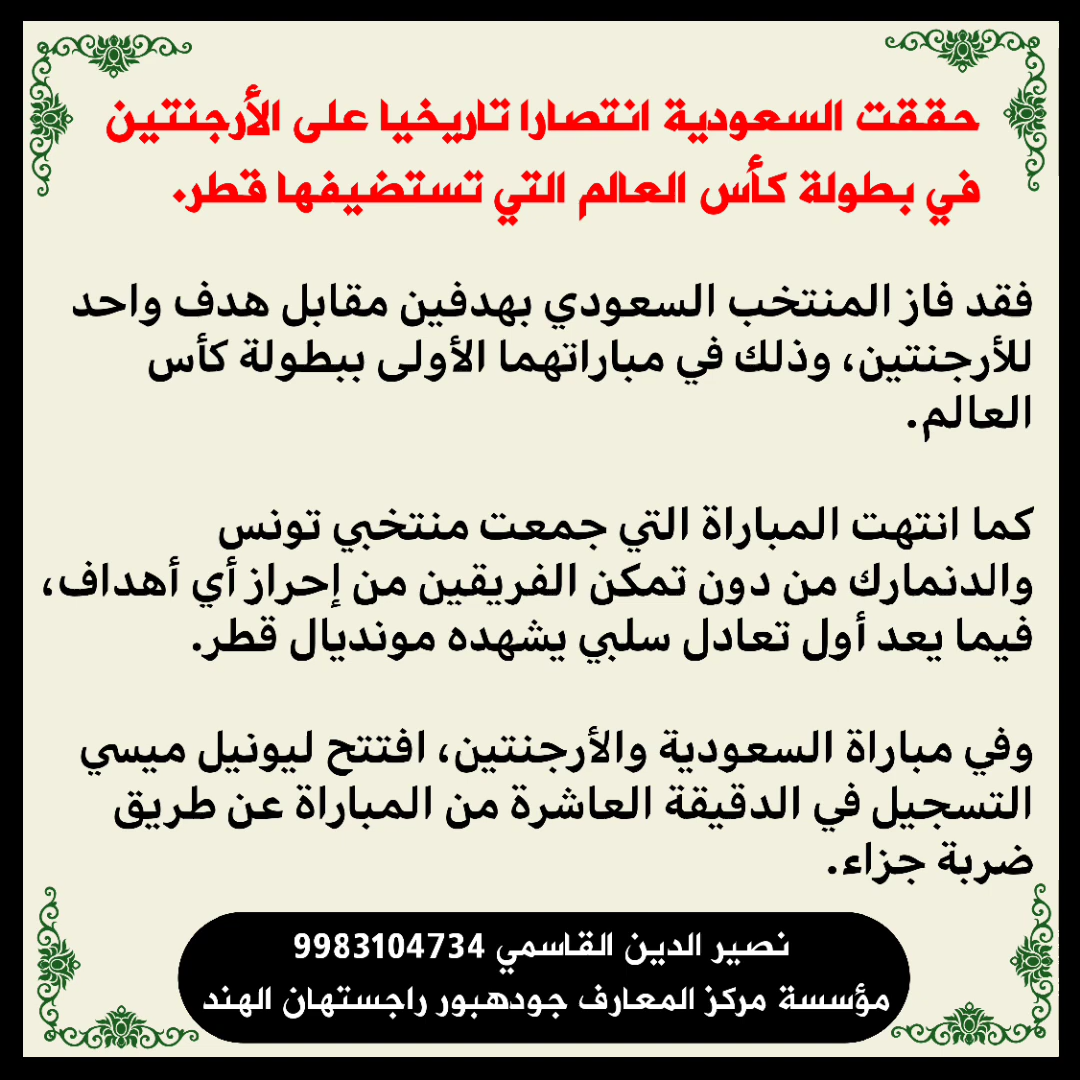 حققت السعودية انتصارا تاريخيا على الأرجنتين
في بطولة كأس العالم التي تستضيفها قطر.
فقد فاز المنتخب السعودي بهدفين مقابل هدف واحد
للأرجنتين، وذلك في مباراتهما الأولى ببطولة كأس
العالم.
كما انتهت المباراة التي جمعت منتخبي تونس
والدنمارك من دون تمكن الفريقين من إحراز أي أهداف،
فيما يعد أول تعادل سلبي يشهده مونديال قطر.
وفي مباراة السعودية والأرجنتين، افتتح ليونيل ميسي
التسجيل في الدقيقة العاشرة من المباراة عن طريق
ضربة جزاء.
نصير الدين القاسمي 9983104734
مؤسسة مركز المعارف جودهبور راجستهان الهند